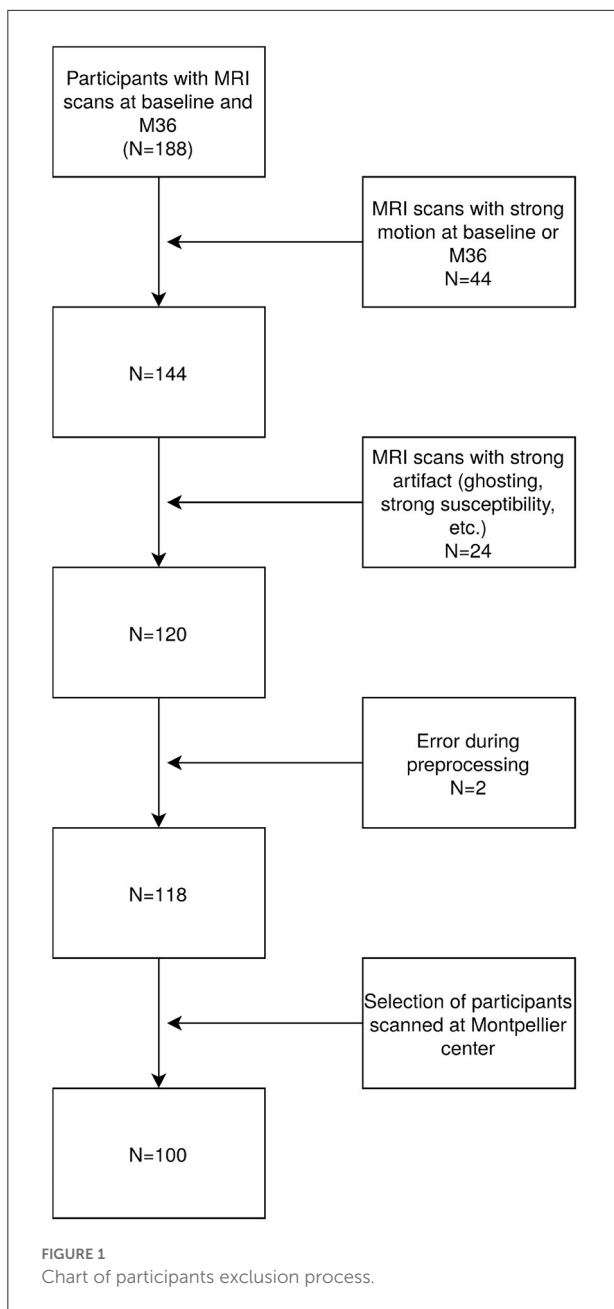 Participants with MRI
scans at baseline and
M36
(N=188)
MRI scans with strong
motion at baseline or
M36
N=44
N=144
MRI scans with strong
artifact (ghosting,
strong susceptibility,
etc.)
N=24
N=120
Error during
preprocessing
N=2
N=118
Selection of participants
scanned at Montpellier
center
N=100
FIGURE 1
Chart of participants exclusion process.